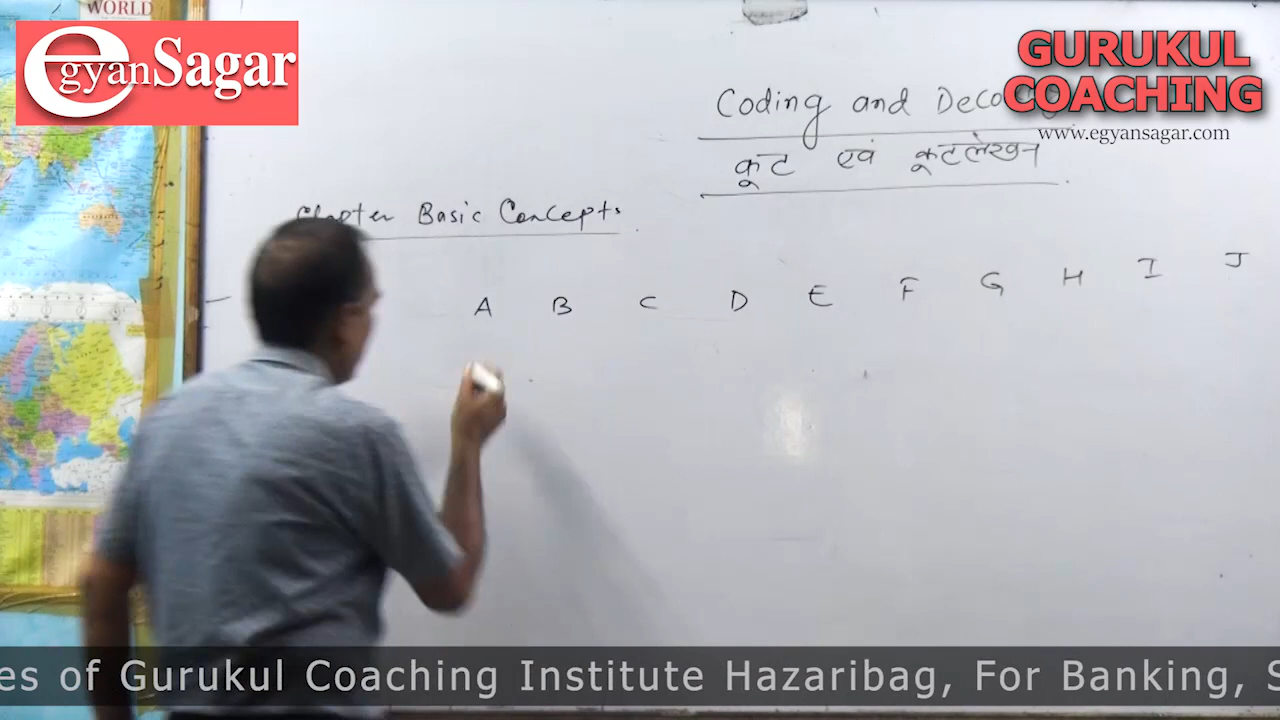 WORLD
egyanSagar
GURUKUL
COACHING
www.egyansagar.com
Coding and Deco
कूट एवं कूटलेखन
Chapter Basic Concepts
A B C D E F G H I J
es of Gurukul Coaching Institute Hazaribag, For Banking, S